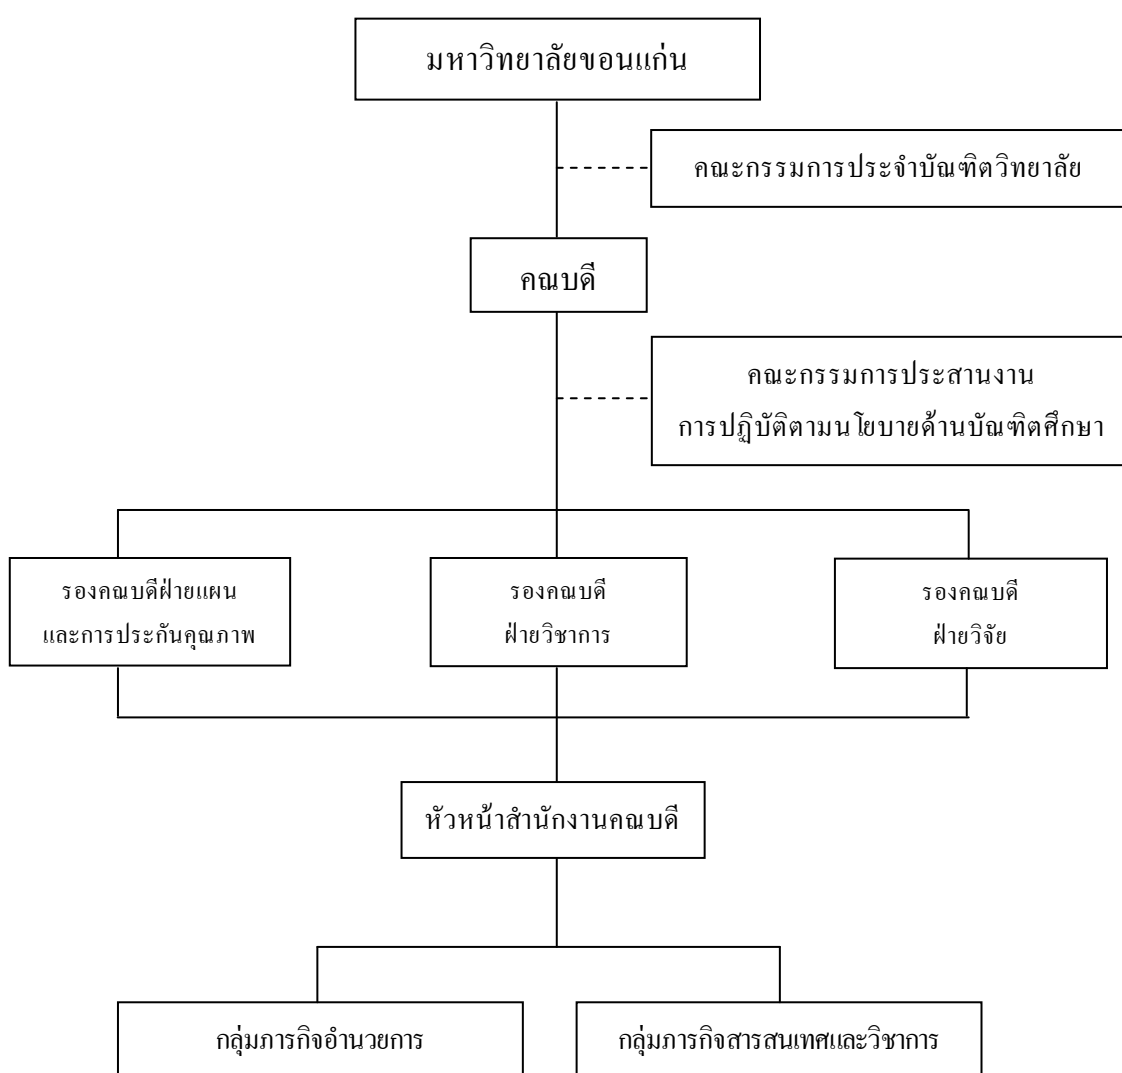 มหาวิทยาลัยขอนแก่น
คณะกรรมการประจำบัณฑิตวิทยาลัย
คณบดี
คณะกรรมการประสานงาน
การปฏิบัติตามนโยบายด้านบัณฑิตศึกษา
รองคณบดีฝ่ายแผน
และการประกันคุณภาพ
รองคณบดี
ฝ่ายวิชาการ
รองคณบดี
ฝ่ายวิจัย
หัวหน้าสำนักงานคณบดี
กลุ่มภารกิจอำนวยการ
กลุ่มภารกิจสารสนเทศและวิชาการ